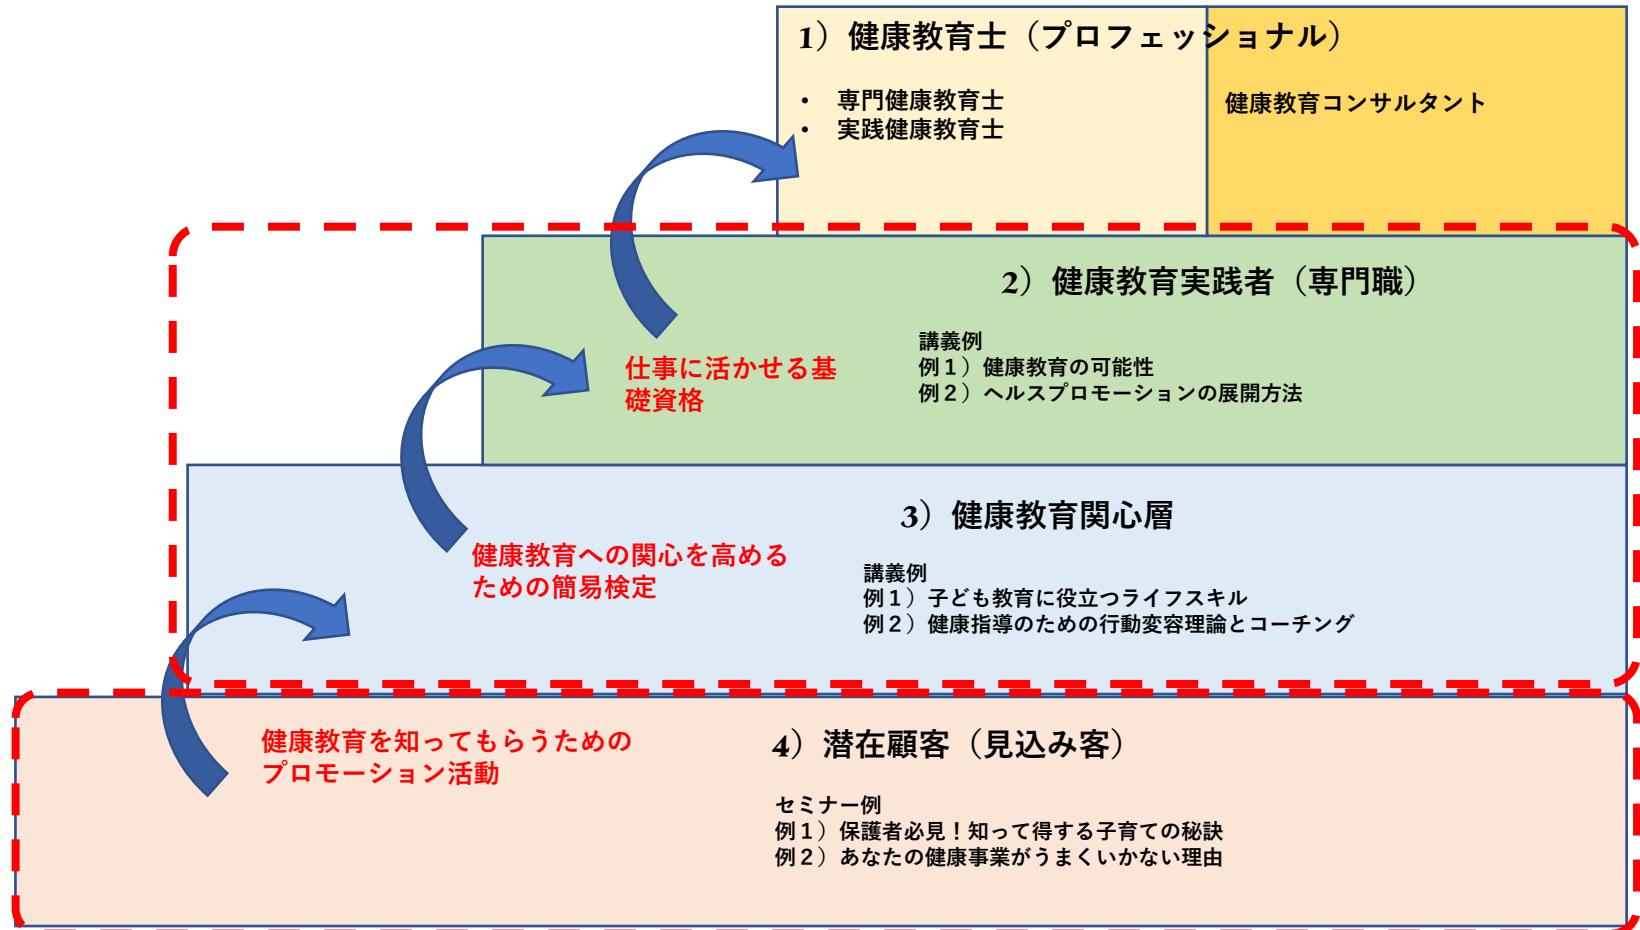 1）健康教育士（プロフェッショナル）
・ 専門健康教育士
・ 実践健康教育士
健康教育コンサルタント
2）健康教育実践者（専門職）
講義例
例１）健康教育の可能性
例２）ヘルスプロモーションの展開方法
仕事に活かせる基
礎資格
3）健康教育関心層
健康教育への関心を高める
ための簡易検定
講義例
例１）子ども教育に役立つライフスキル
例２）健康指導のための行動変容理論とコーチング
健康教育を知ってもらうための
プロモーション活動
4）潜在顧客（見込み客）
セミナー例
例１）保護者必見！知って得する子育ての秘訣
例２）あなたの健康事業がうまくいかない理由